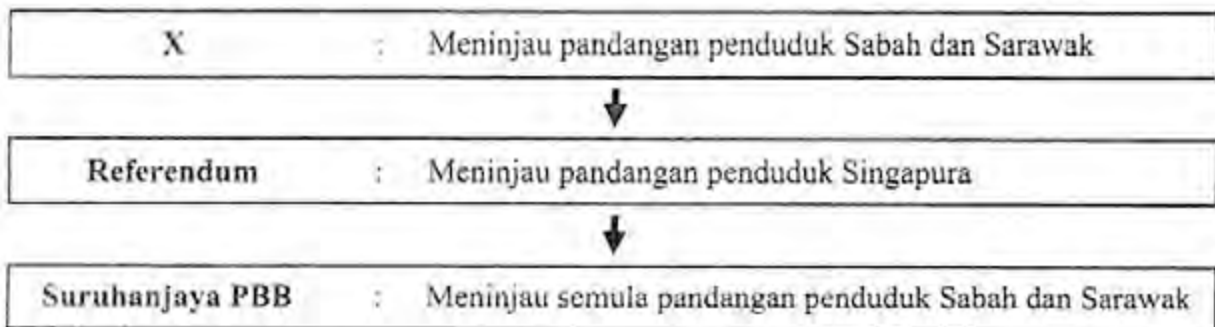 X : Meninjau pandangan penduduk Sabah dan Sarawak
Referendum : Meninjau pandangan penduduk Singapura
Suruhanjaya PBB : Meninjau semula pandangan penduduk Sabah dan Sarawak